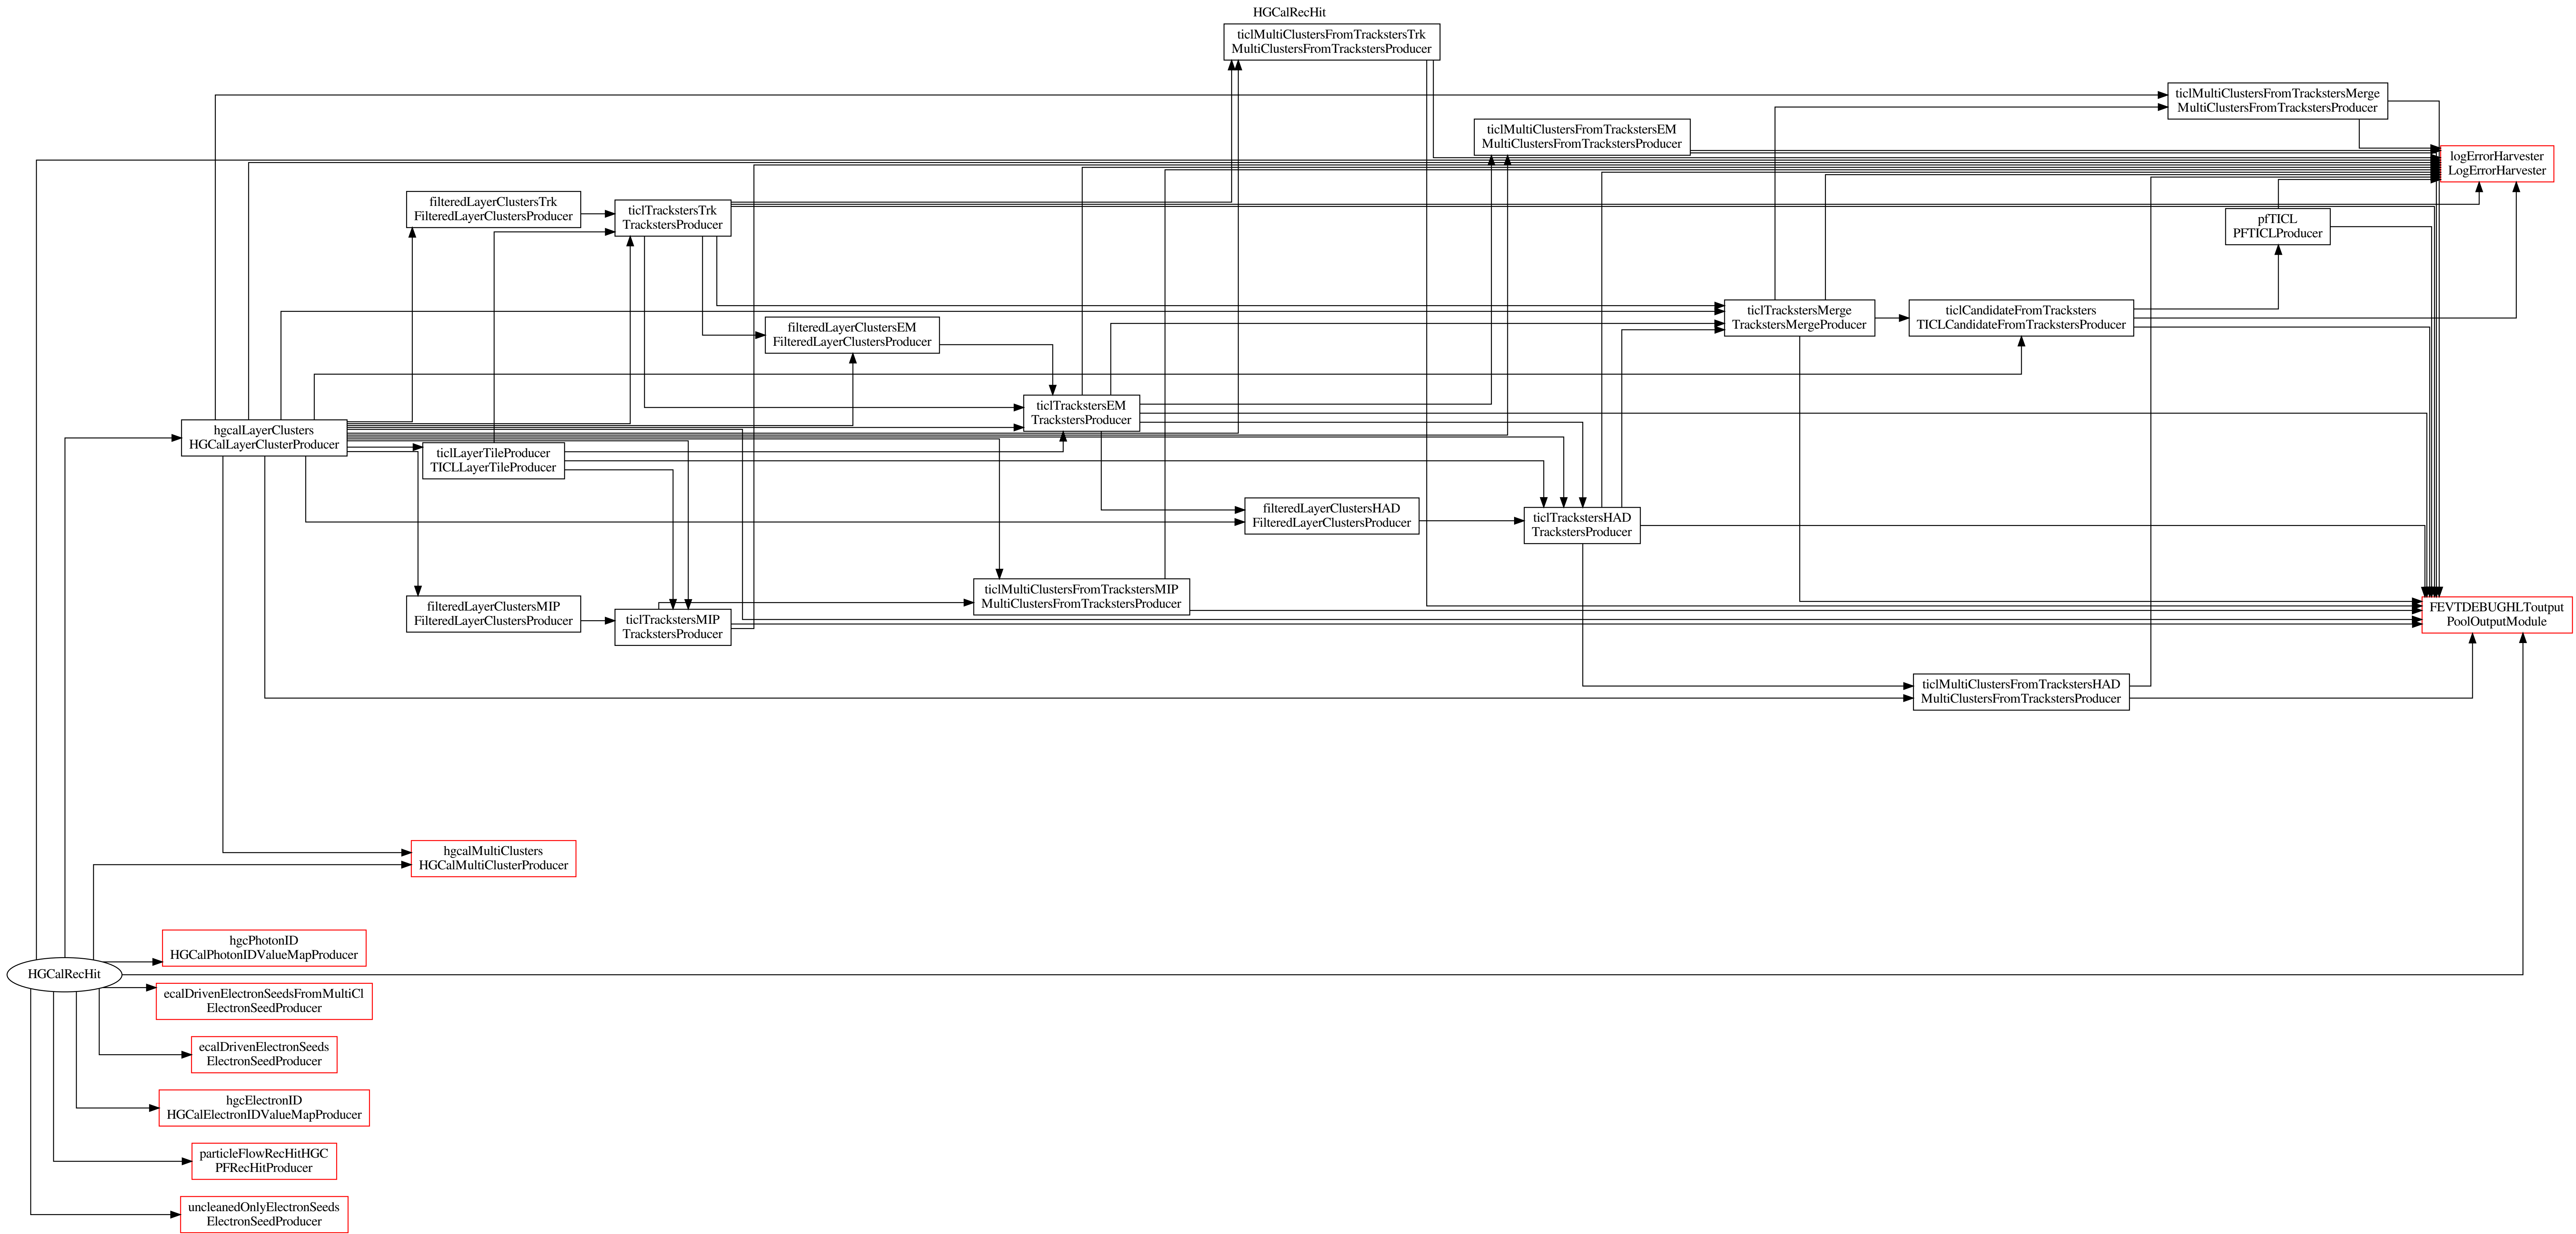 HGCalRecHit
ticlMultiClustersFromTrackstersTrk
MultiClustersFromTrackstersProducer
ticlMultiClustersFromTrackstersMerge
MultiClustersFromTrackstersProducer
ticlMultiClustersFromTrackstersEM
MultiClustersFromTrackstersProducer
logErrorHarvester
LogErrorHarvester
filteredLayerClustersTrk
FilteredLayerClustersProducer
ticlTrackstersTrk
TrackstersProducer
pfTICL
PFTICLProducer
filteredLayerClustersEM
FilteredLayerClustersProducer
ticlTrackstersMerge
TrackstersMergeProducer
ticlCandidateFromTracksters
TICLCandidateFromTrackstersProducer
ticlTrackstersEM
TrackstersProducer
hgcalLayerClusters
HGCalLayerClusterProducer
ticlLayerTileProducer
TICLLayerTileProducer
filteredLayerClustersHAD
FilteredLayerClustersProducer
ticlTrackstersHAD
TrackstersProducer
filteredLayerClustersMIP
FilteredLayerClustersProducer
ticlTrackstersMIP
TrackstersProducer
ticlMultiClustersFromTrackstersMIP
MultiClustersFromTrackstersProducer
FEVTDEBUGHLToutput
PoolOutputModule
ticlMultiClustersFromTrackstersHAD
MultiClustersFromTrackstersProducer
hgcalMultiClusters
HGCalMultiClusterProducer
hgcPhotonID
HGCalPhotonIDValueMapProducer
HGCalRecHit
ecalDrivenElectronSeedsFromMultiCl
ElectronSeedProducer
ecalDrivenElectronSeeds
ElectronSeedProducer
hgcElectronID
HGCalElectronIDValueMapProducer
particleFlowRecHitHGC
PFRecHitProducer
uncleanedOnlyElectronSeeds
ElectronSeedProducer